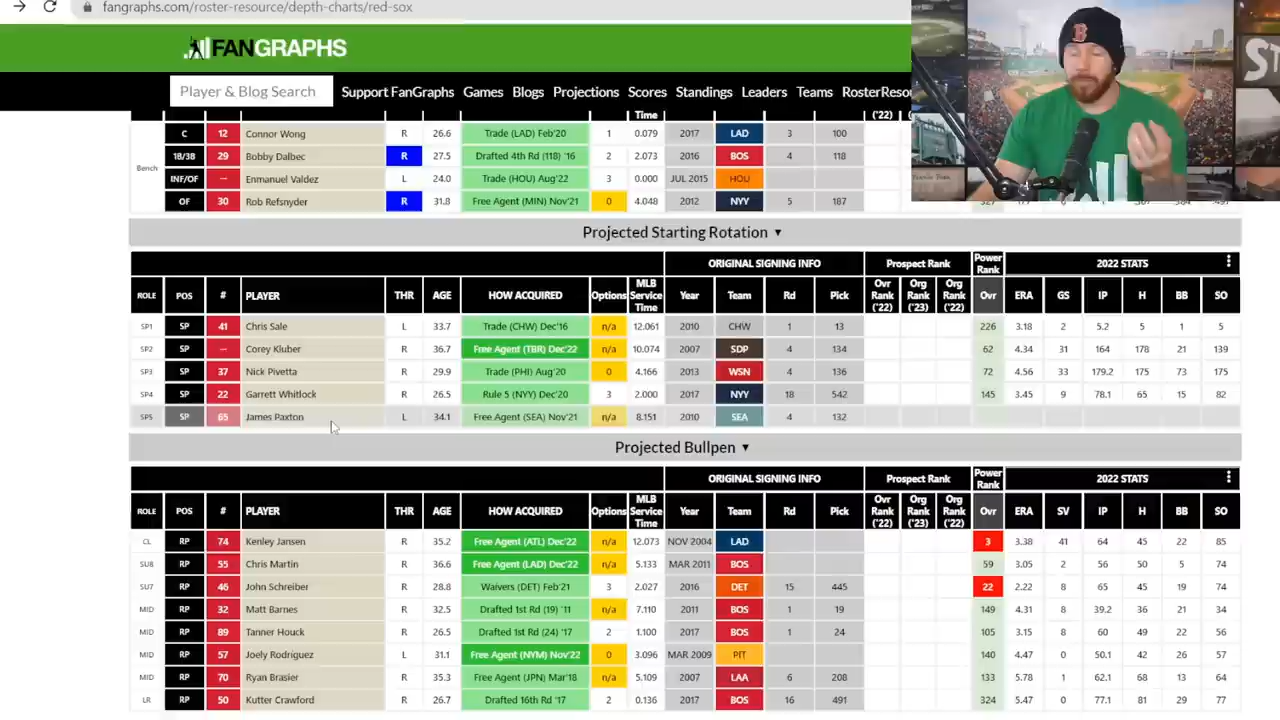 fangraphs.com/roster-resource/depth-charts/red-sox
FANGRAPHS
Player & Blog Search Support FanGraphs Games Blogs Projections Scores Standings Leaders Teams RosterResou
Time ('22) ('2
Bench
C 12 Connor Wong R 26.6 Trade (LAD) Feb'20 1 0.079 2017 LAD 3 100
1B/3B 29 Bobby Dalbec R 27.5 Drafted 4th Rd (118) '16 2 2.073 2016 BOS 4 118
INF/OF — Enmanuel Valdez L 24.0 Trade (HOU) Aug'22 3 0.000 JUL 2015 HOU
OF 30 Rob Refsnyder R 31.8 Free Agent (MIN) Nov'21 0 4.048 2012 NYY 5 187
Projected Starting Rotation ▼
ORIGINAL SIGNING INFO Prospect Rank Power Rank 2022 STATS
ROLE POS # PLAYER THR AGE HOW ACQUIRED Options MLB Service Time Year Team Rd Pick Ovr Rank ('22) Org Rank ('23) Org Rank ('22) Ovr ERA GS IP H BB SO
SP1 SP 41 Chris Sale L 33.7 Trade (CHW) Dec'16 n/a 12.061 2010 CHW 1 13 226 3.18 2 5.2 5 1 5
SP2 SP — Corey Kluber R 36.7 Free Agent (TBR) Dec'22 n/a 10.074 2007 SDP 4 134 62 4.34 31 164 178 21 139
SP3 SP 37 Nick Pivetta R 29.9 Trade (PHI) Aug'20 0 4.166 2013 WSN 4 136 72 4.56 33 179.2 175 73 175
SP4 SP 22 Garrett Whitlock R 26.5 Rule 5 (NYY) Dec'20 3 2.000 2017 NYY 18 542 145 3.45 9 78.1 65 15 82
SP5 SP 65 James Paxton L 34.1 Free Agent (SEA) Nov'21 n/a 8.151 2010 SEA 4 132
Projected Bullpen ▼
ORIGINAL SIGNING INFO Prospect Rank Power Rank 2022 STATS
ROLE POS # PLAYER THR AGE HOW ACQUIRED Options MLB Service Time Year Team Rd Pick Ovr Rank ('22) Org Rank ('23) Org Rank ('22) Ovr ERA SV IP H BB SO
CL RP 74 Kenley Jansen R 35.2 Free Agent (ATL) Dec'22 n/a 12.073 NOV 2004 LAD 3 3.38 41 64 45 22 85
SU8 RP 55 Chris Martin R 36.6 Free Agent (LAD) Dec'22 n/a 5.133 MAR 2011 BOS 59 3.05 2 56 50 5 74
SU7 RP 46 John Schreiber R 28.8 Waivers (DET) Feb'21 3 2.027 2016 DET 15 445 22 2.22 8 65 45 19 74
MID RP 32 Matt Barnes R 32.5 Drafted 1st Rd (19) '11 n/a 7.110 2011 BOS 1 19 149 4.31 8 39.2 36 21 34
MID RP 89 Tanner Houck R 26.5 Drafted 1st Rd (24) '17 2 1.100 2017 BOS 1 24 105 3.15 8 60 49 22 56
MID RP 57 Joely Rodriguez L 31.1 Free Agent (NYM) Nov'22 0 3.096 MAR 2009 PIT 140 4.47 0 50.1 42 26 57
MID RP 70 Ryan Brasier R 35.3 Free Agent (JPN) Mar'18 n/a 5.109 2007 LAA 6 208 133 5.78 1 62.1 68 13 64
LR RP 50 Kutter Crawford R 26.7 Drafted 16th Rd '17 2 0.136 2017 BOS 16 491 324 5.47 0 77.1 81 29 77